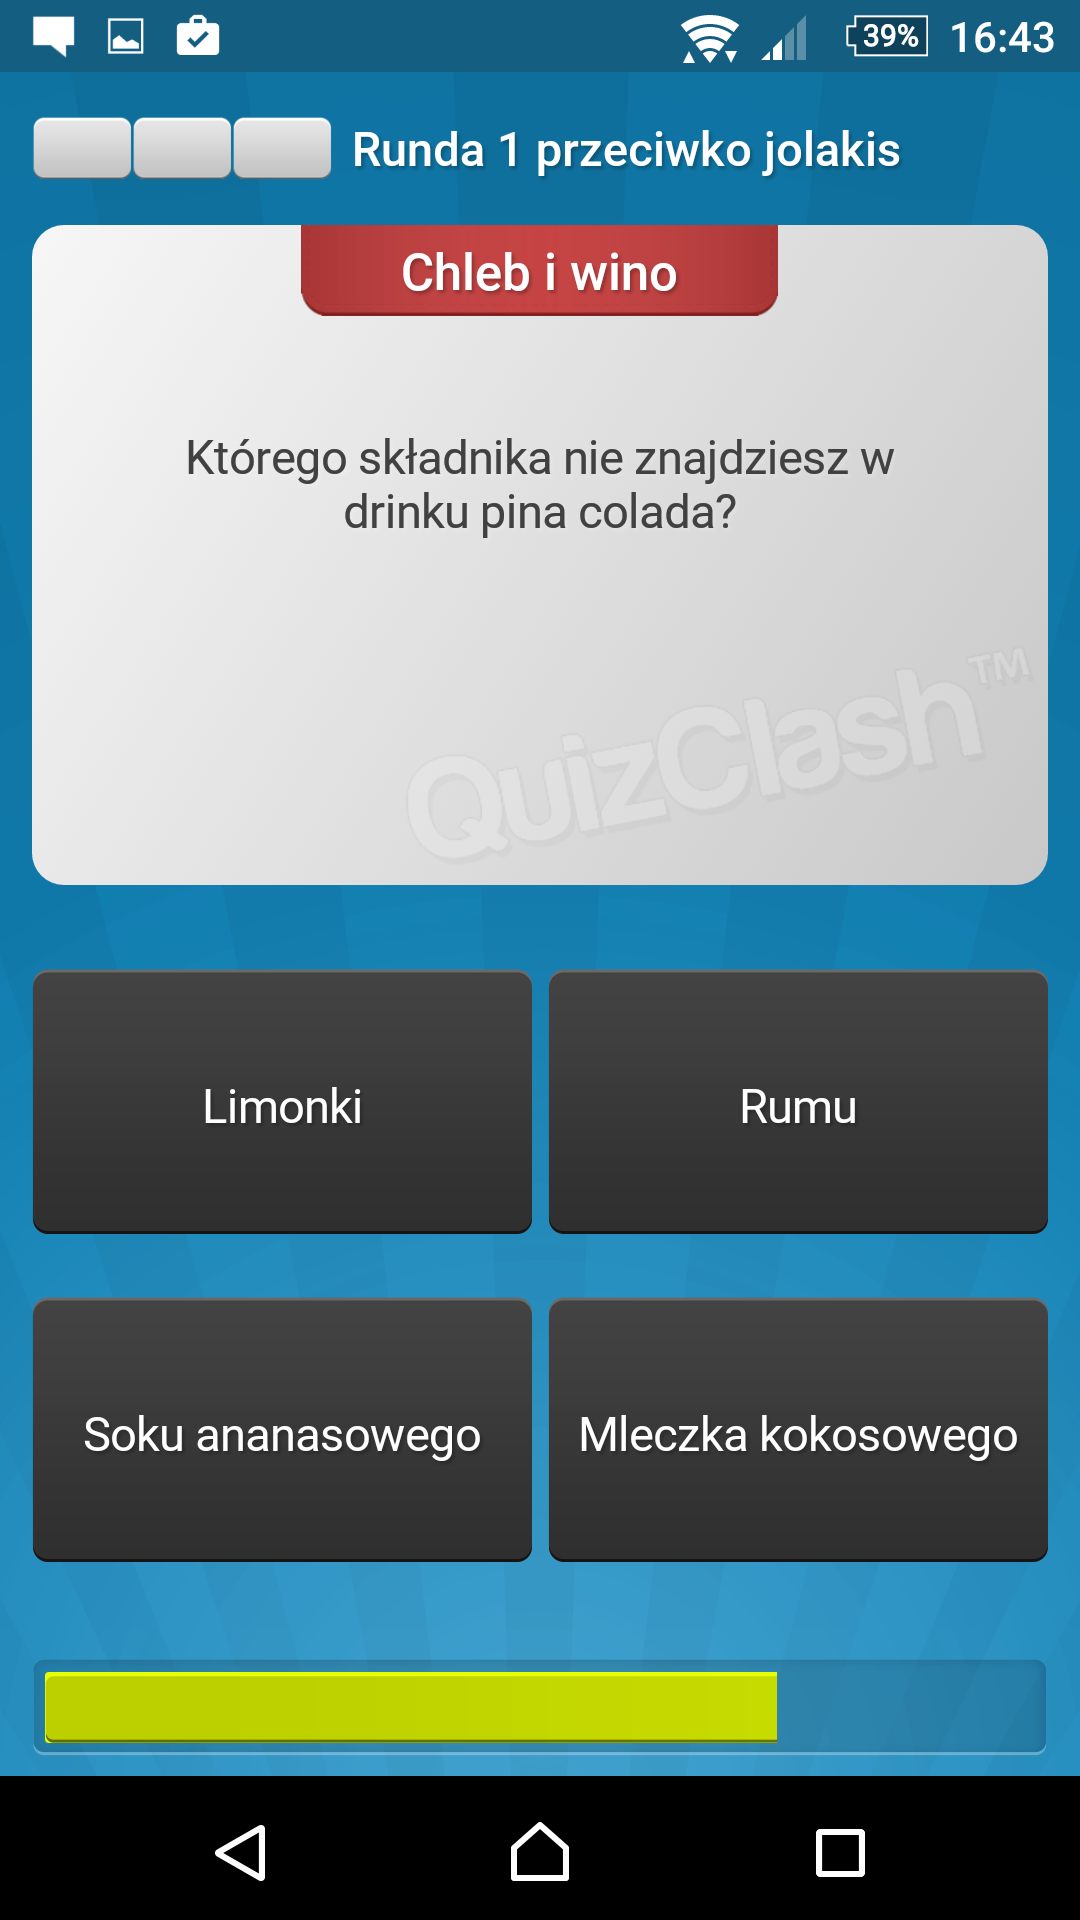 39% 16:43
Runda 1 przeciwko jolakis
Chleb i wino
Którego składnika nie znajdziesz w
drinku pina colada?
QuizClash™
Limonki
Rumu
Soku ananasowego
Mleczka kokosowego